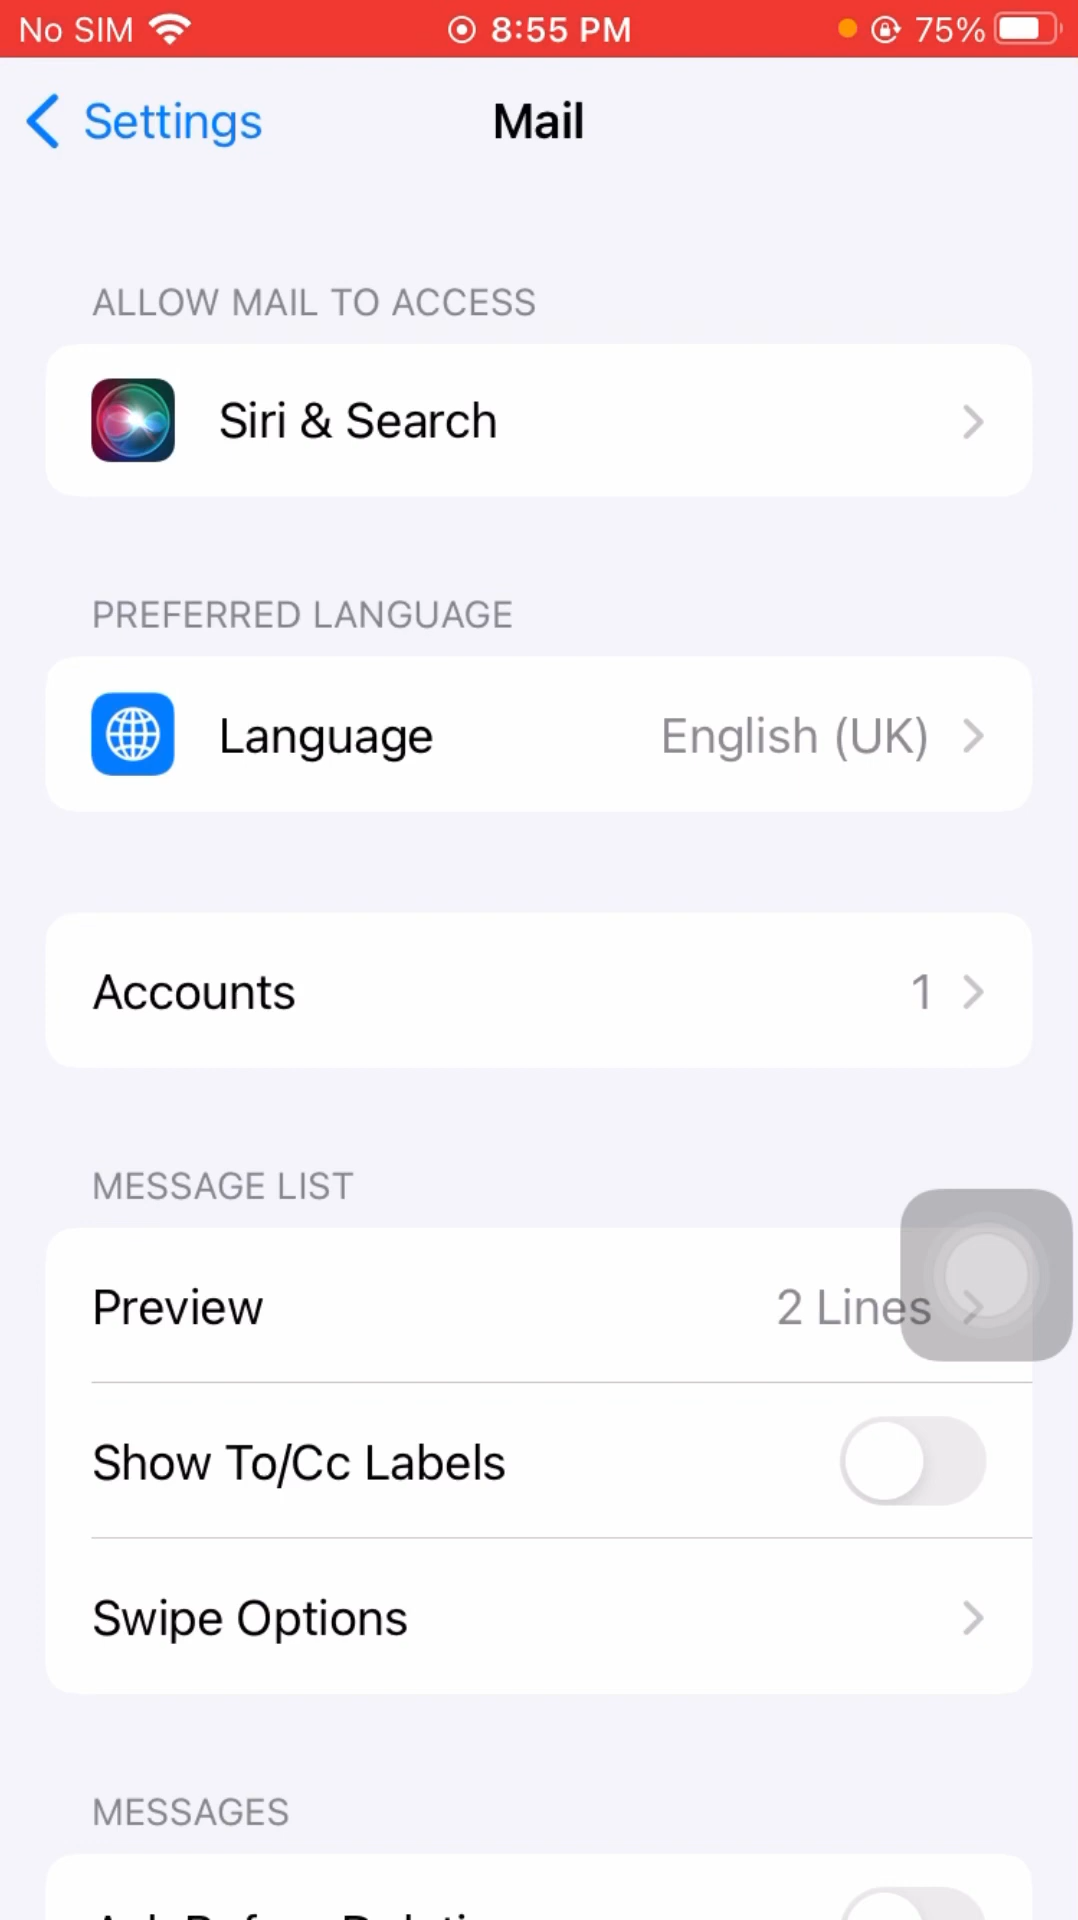 No SIM 8:55 PM 75%
Settings Mail
ALLOW MAIL TO ACCESS
Siri & Search
PREFERRED LANGUAGE
Language English (UK)
Accounts 1
MESSAGE LIST
Preview 2 Lines
Show To/Cc Labels
Swipe Options
MESSAGES